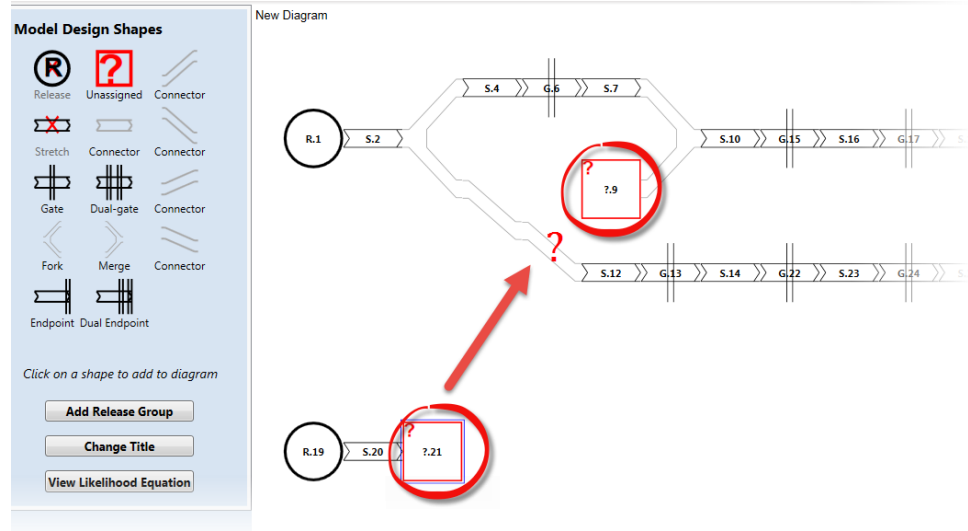 New Diagram
Model Design Shapes
R
?
Release Unassigned Connector
Stretch Connector Connector
Gate Dual-gate Connector
Fork Merge Connector
Endpoint Dual Endpoint
Click on a shape to add to diagram
Add Release Group
Change Title
View Likelihood Equation
S.4 G.6 S.7
R.1 S.2 S.10 G.15 S.16 G.17
?
?.9
?
S.12 G.13 S.14 G.22 S.23 G.24
?
R.19 S.20 ?.21